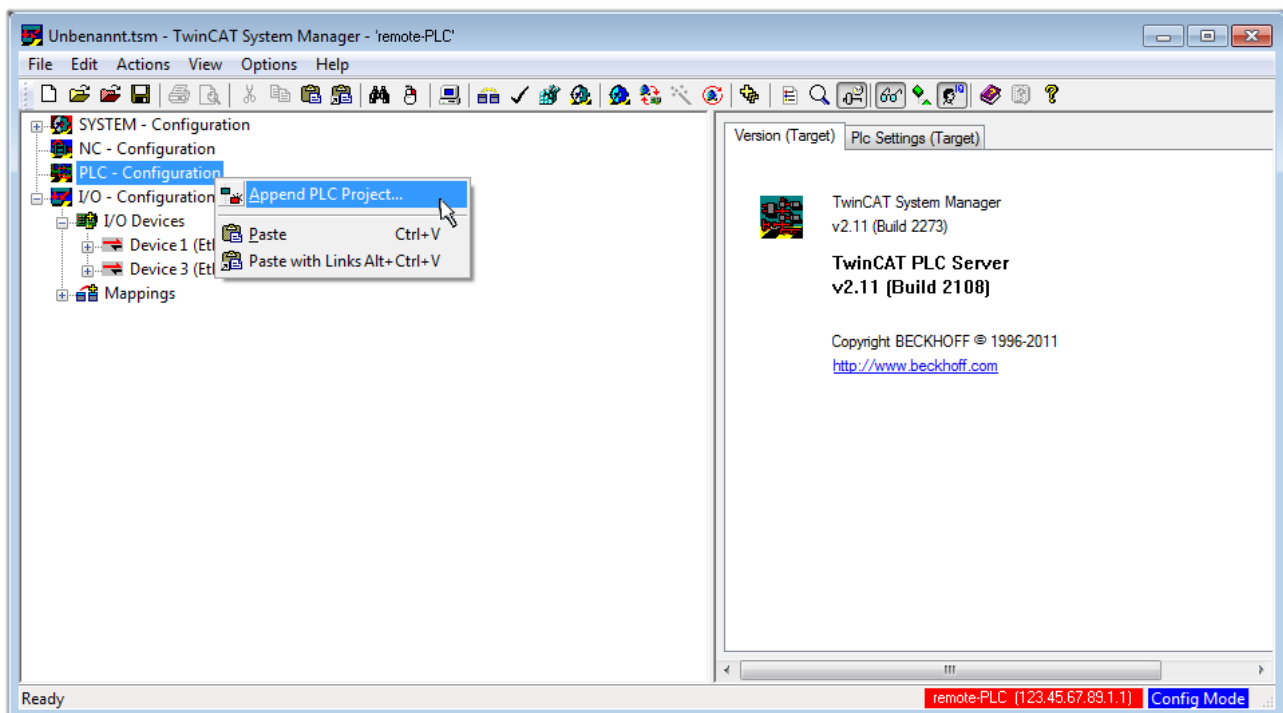 Unbenannt.tsm - TwinCAT System Manager - 'remote-PLC'
File Edit Actions View Options Help
SYSTEM - Configuration
NC - Configuration
PLC - Configuration
I/O - Configuration
I/O Devices
Device 1 (Etl
Device 3 (Etl
Mappings
Append PLC Project...
Paste Ctrl+V
Paste with Links Alt+Ctrl+V
Version (Target) Plc Settings (Target)
TwinCAT System Manager
v2.11 (Build 2273)
TwinCAT PLC Server
v2.11 (Build 2108)
Copyright BECKHOFF © 1996-2011
http://www.beckhoff.com
Ready remote-PLC (123.45.67.89.1.1) Config Mode